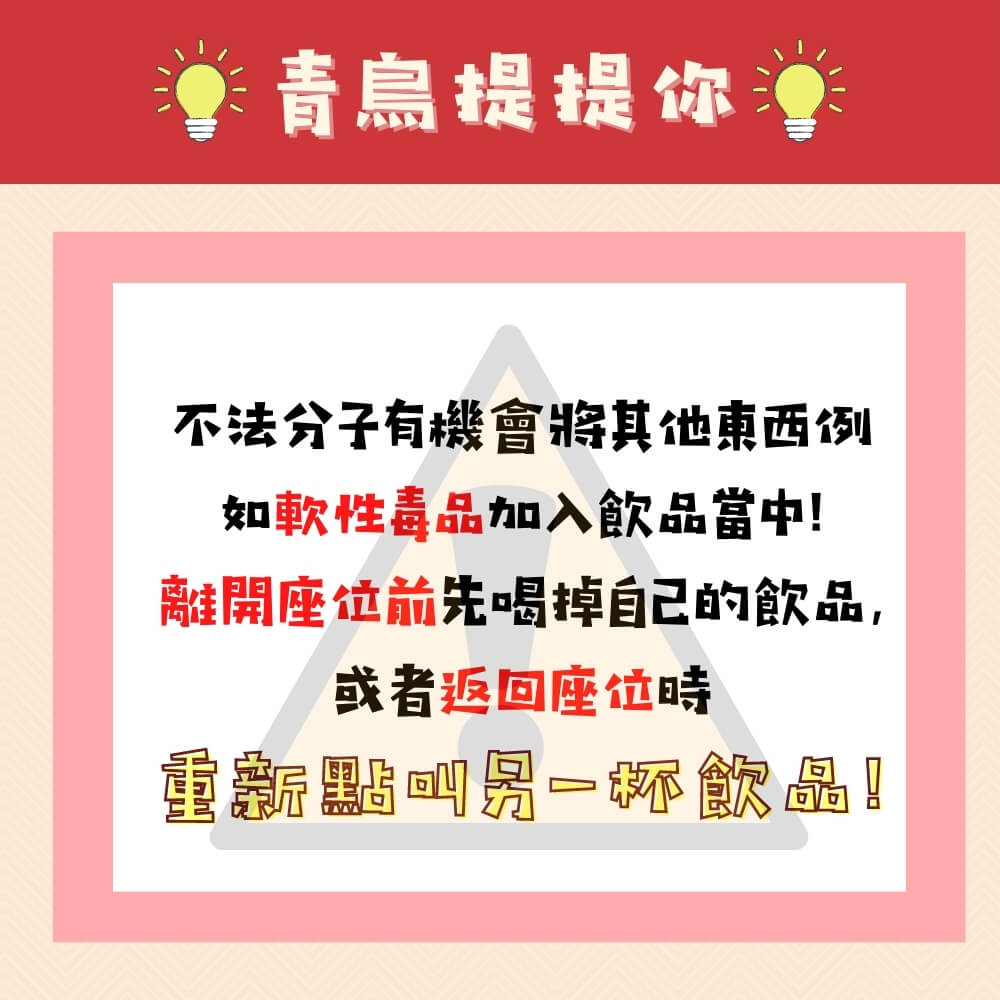 青鳥提提你
不法分子有機會將其他東西例
如軟性毒品加入飲品當中!
離開座位前先喝掉自己的飲品,
或者返回座位時
重新點叫另一杯飲品!